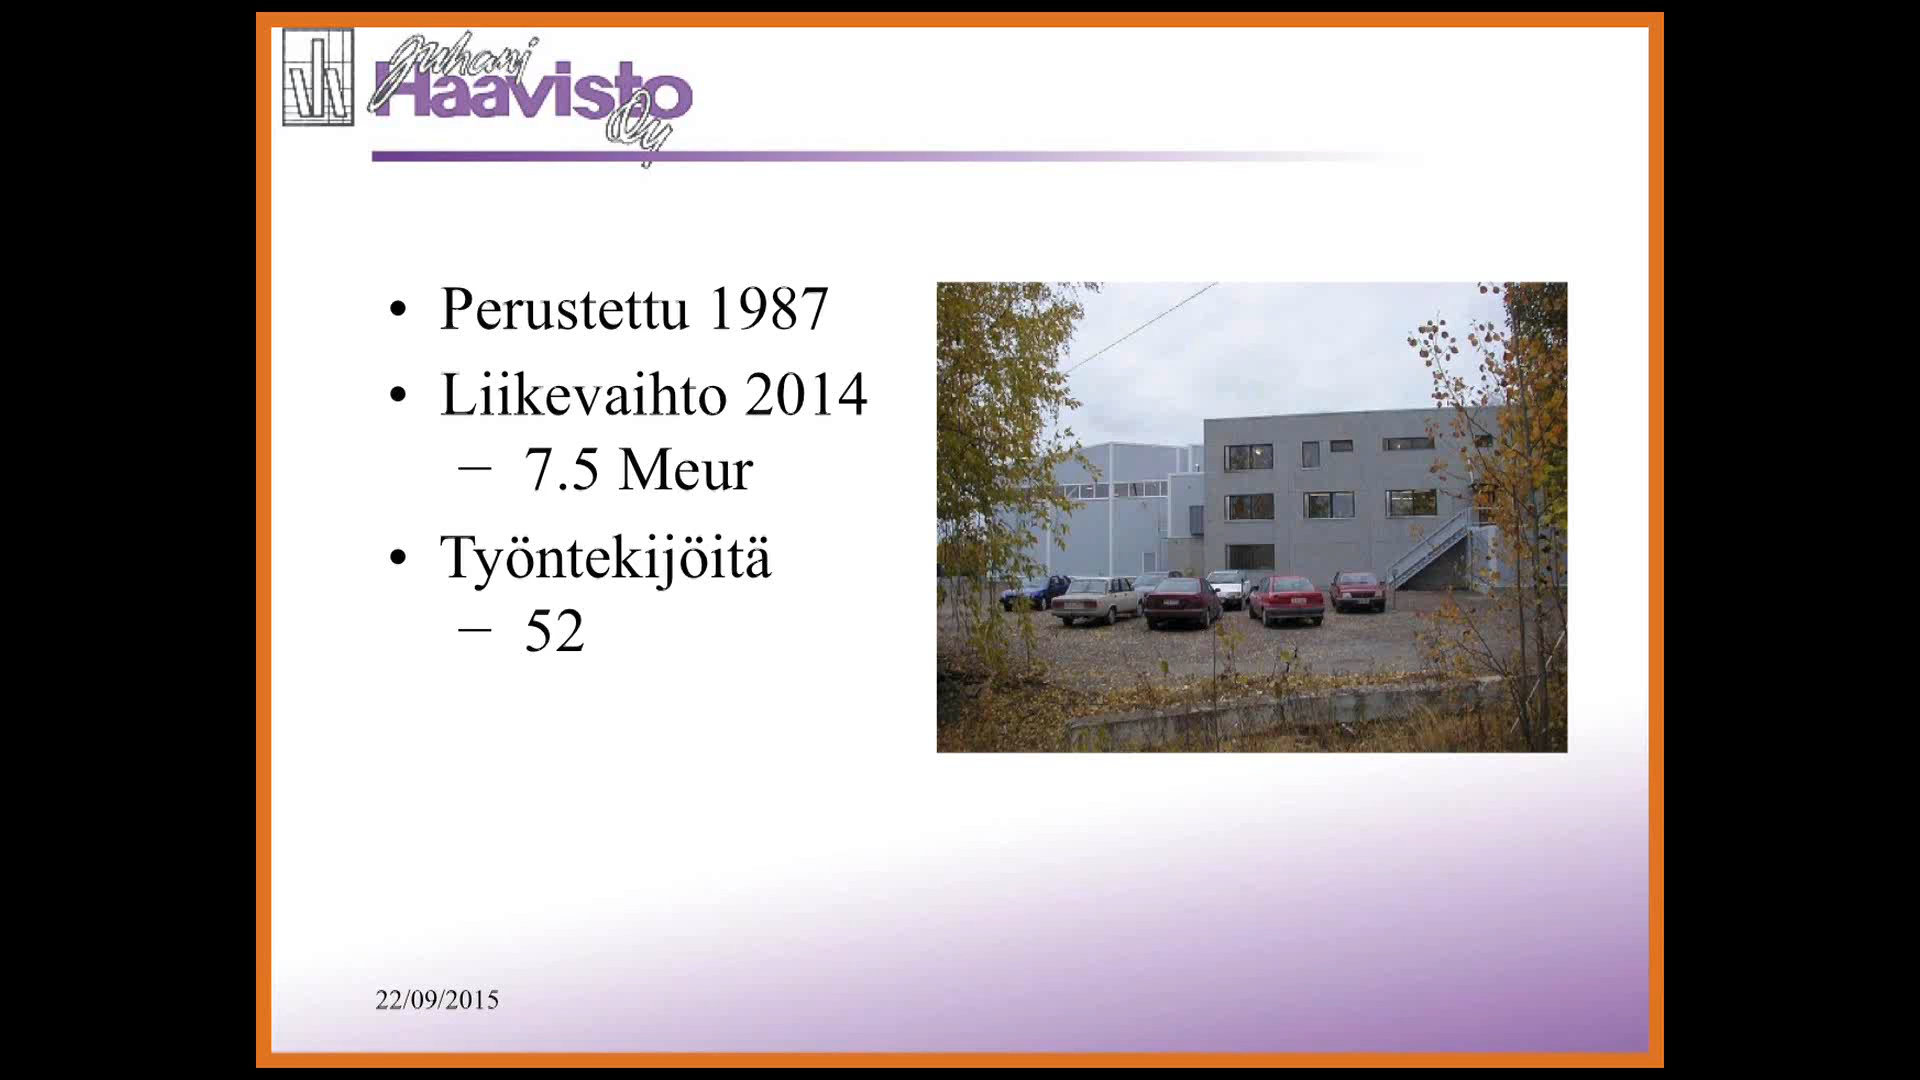 Juhani
Haavisto
Oy
• Perustettu 1987
• Liikevaihto 2014
– 7.5 Meur
• Työntekijöitä
– 52
22/09/2015